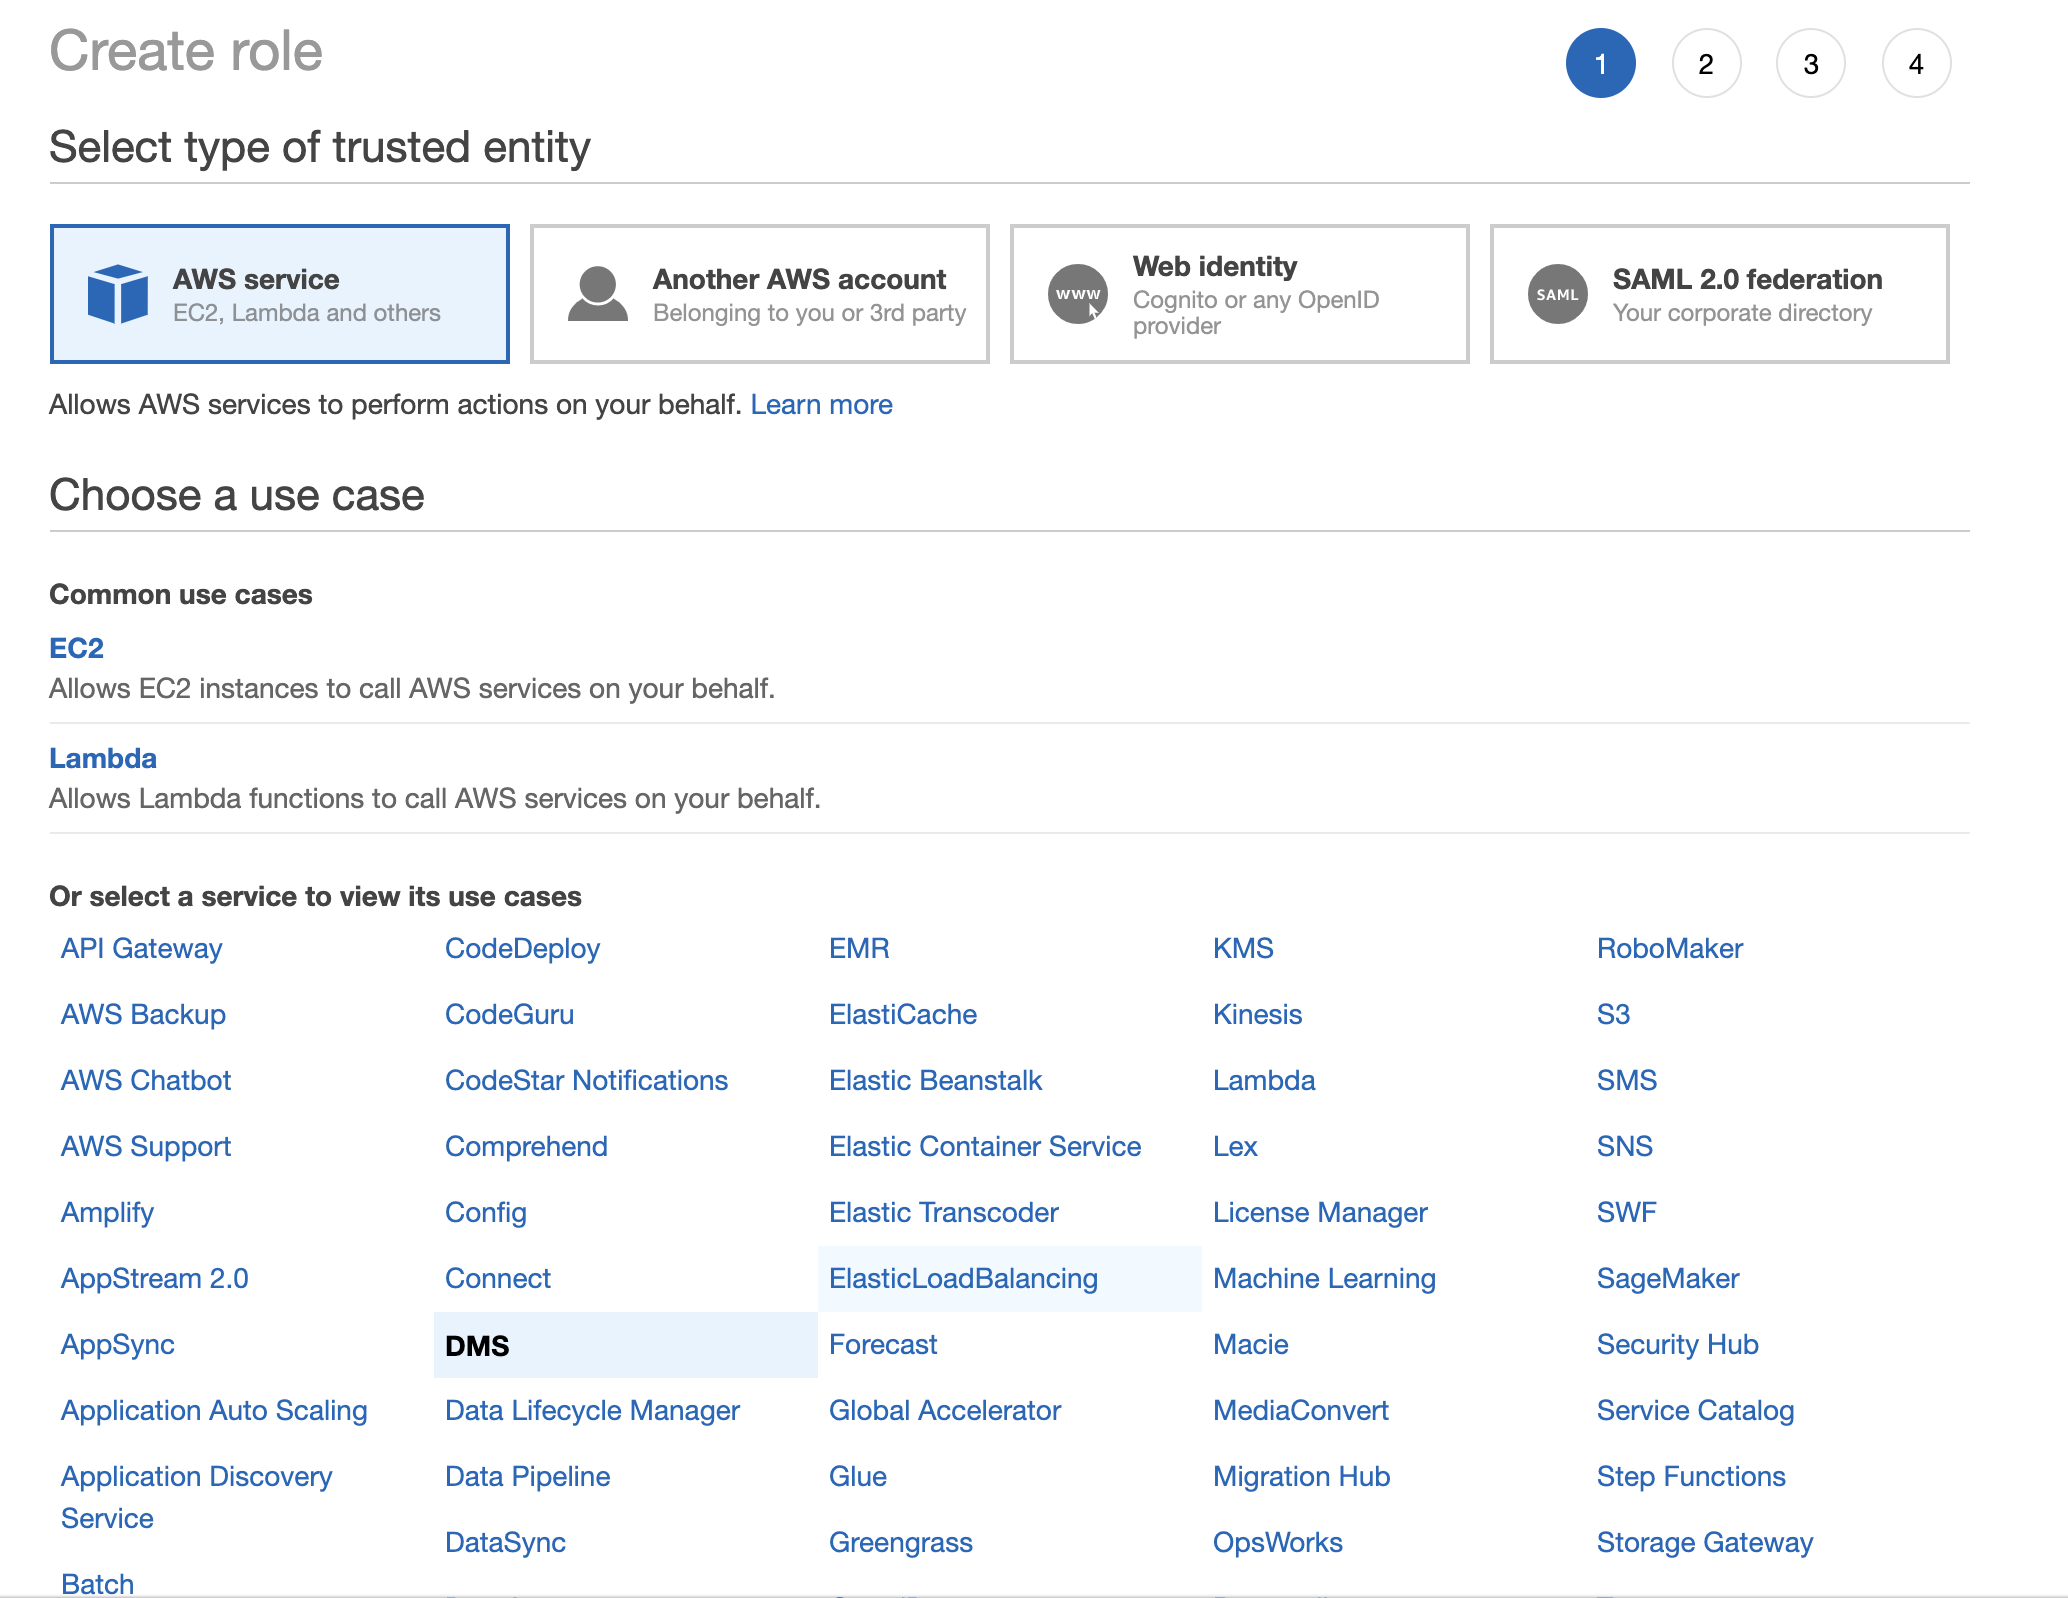 Create role
1 2 3 4
Select type of trusted entity
AWS service
EC2, Lambda and others
Another AWS account
Belonging to you or 3rd party
www
Web identity
Cognito or any OpenID
provider
SAML
SAML 2.0 federation
Your corporate directory
Allows AWS services to perform actions on your behalf. Learn more
Choose a use case
Common use cases
EC2
Allows EC2 instances to call AWS services on your behalf.
Lambda
Allows Lambda functions to call AWS services on your behalf.
Or select a service to view its use cases
API Gateway
AWS Backup
AWS Chatbot
AWS Support
Amplify
AppStream 2.0
AppSync
Application Auto Scaling
Application Discovery
Service
Batch
CodeDeploy
CodeGuru
CodeStar Notifications
Comprehend
Config
Connect
DMS
Data Lifecycle Manager
Data Pipeline
DataSync
EMR
ElastiCache
Elastic Beanstalk
Elastic Container Service
Elastic Transcoder
ElasticLoadBalancing
Forecast
Global Accelerator
Glue
Greengrass
KMS
Kinesis
Lambda
Lex
License Manager
Machine Learning
Macie
MediaConvert
Migration Hub
OpsWorks
RoboMaker
S3
SMS
SNS
SWF
SageMaker
Security Hub
Service Catalog
Step Functions
Storage Gateway